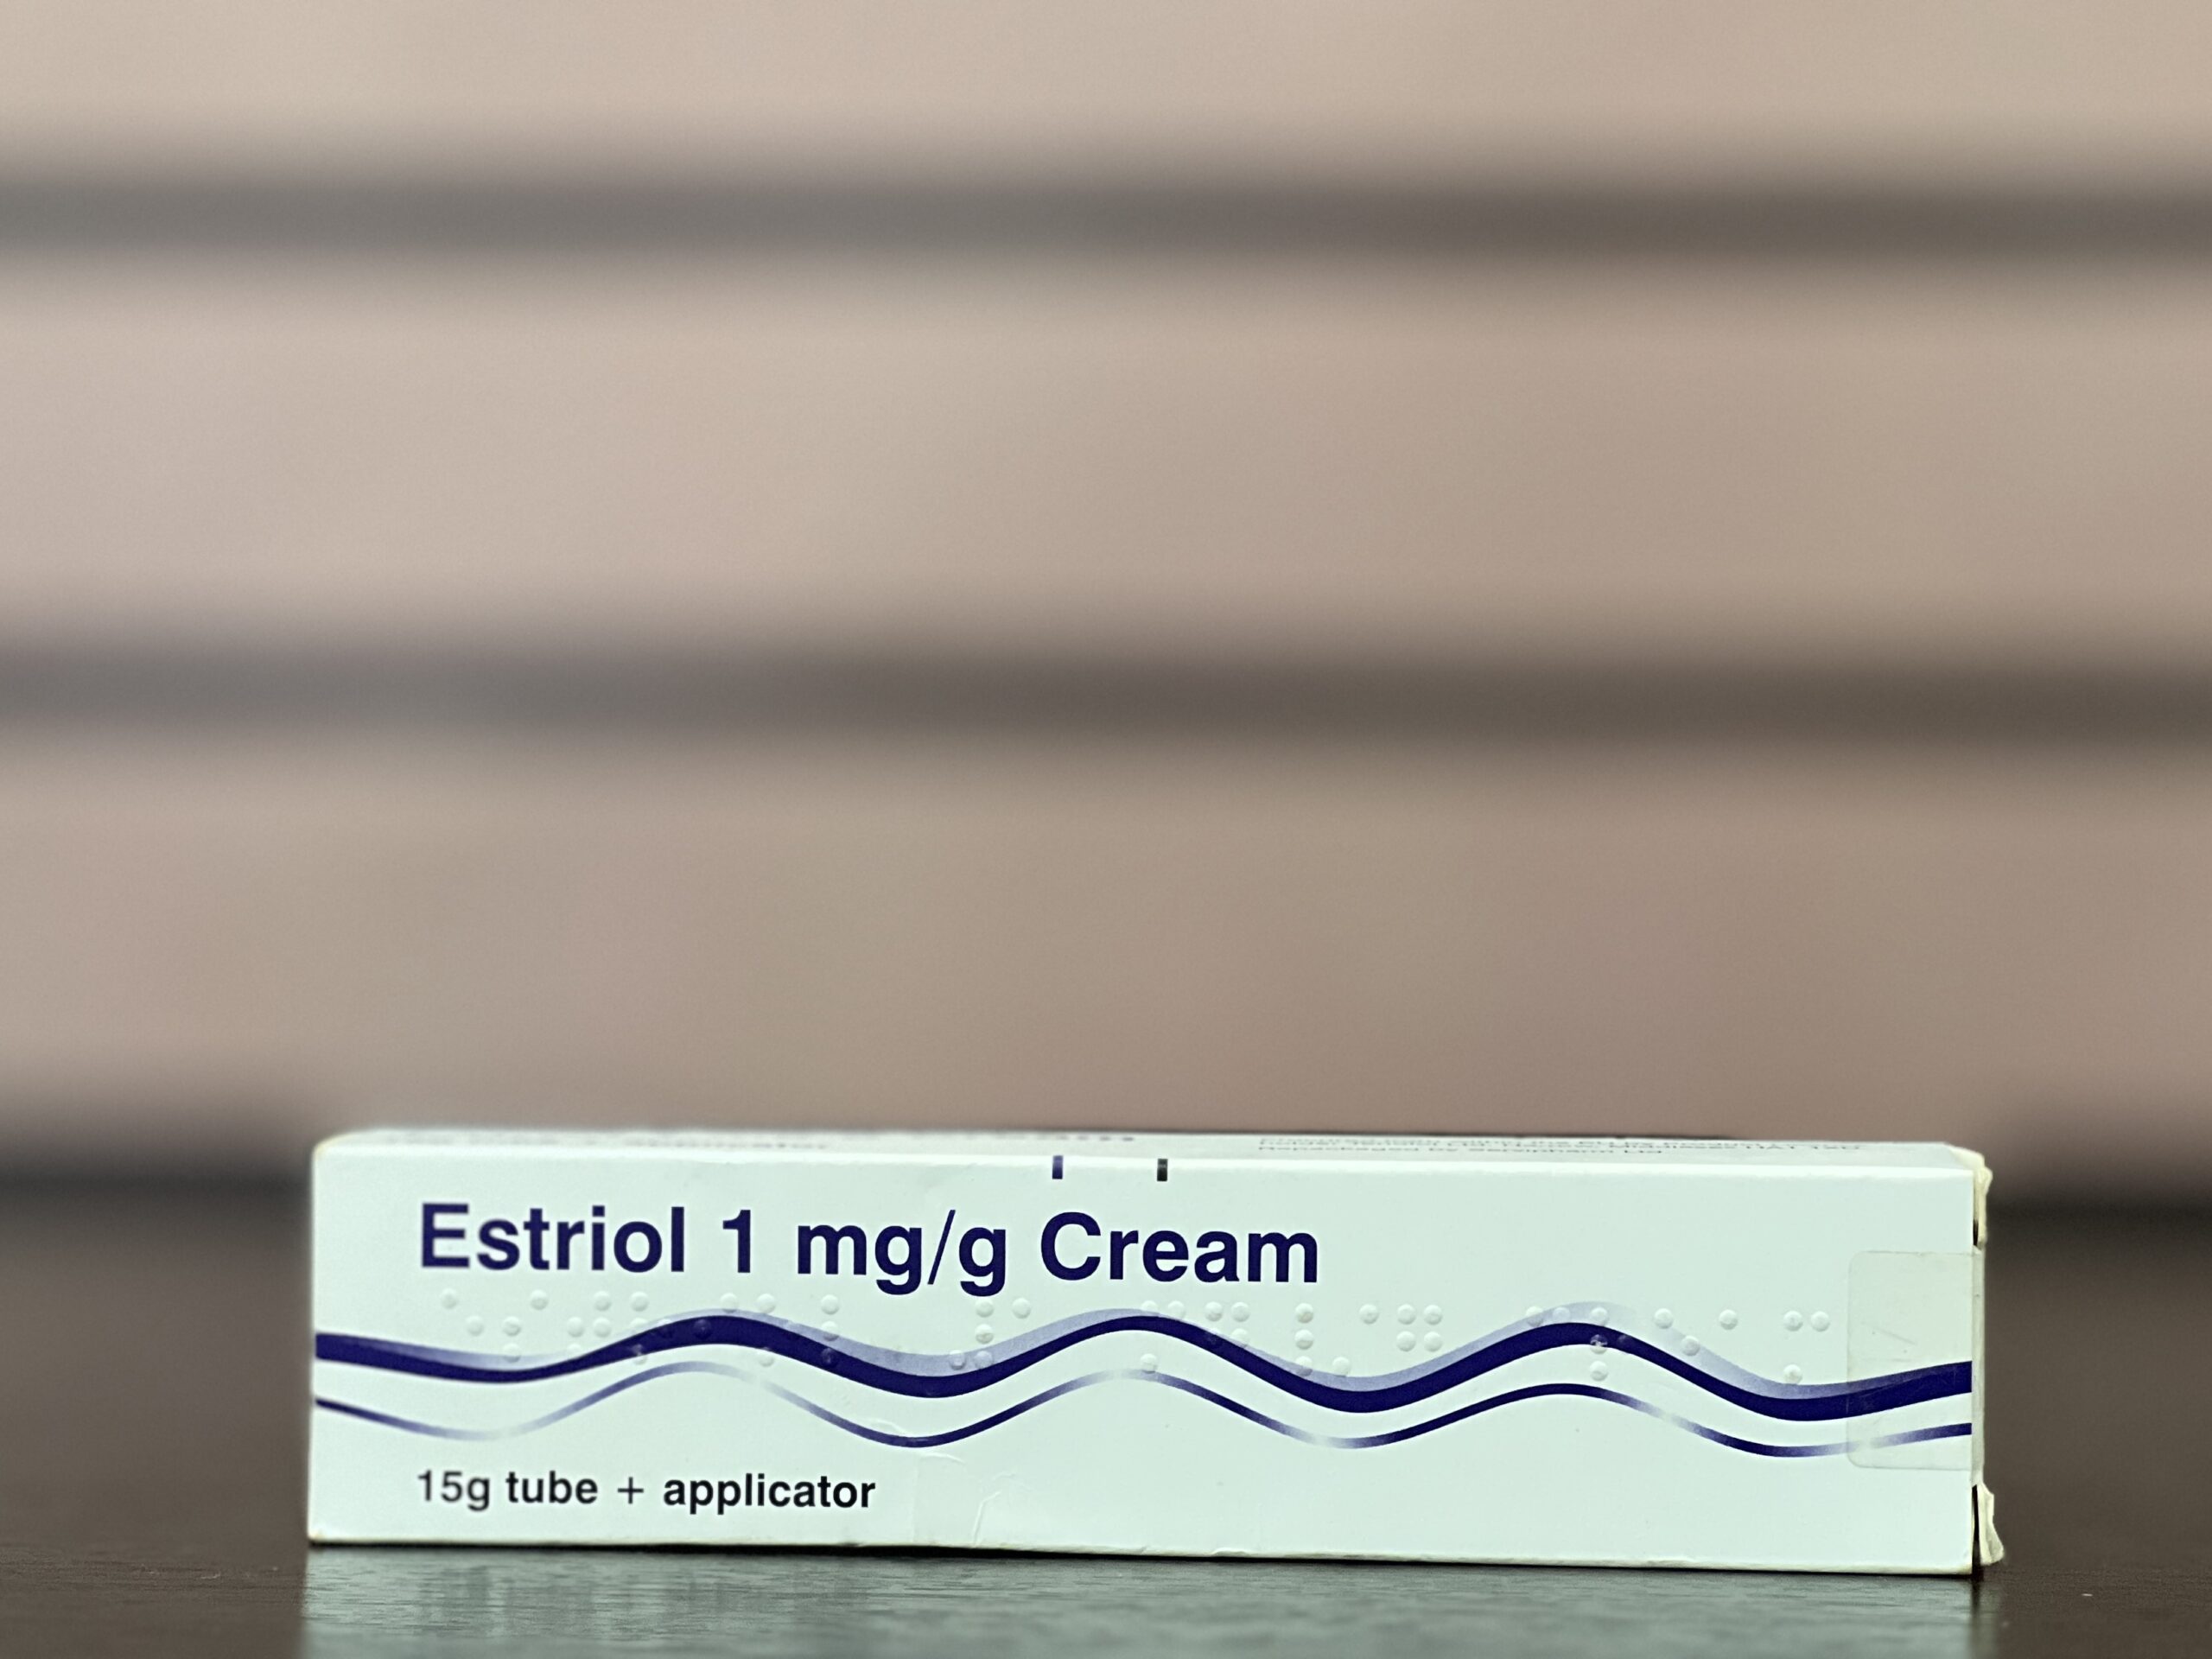 Estriol 1 mg/g Cream
15g tube + applicator